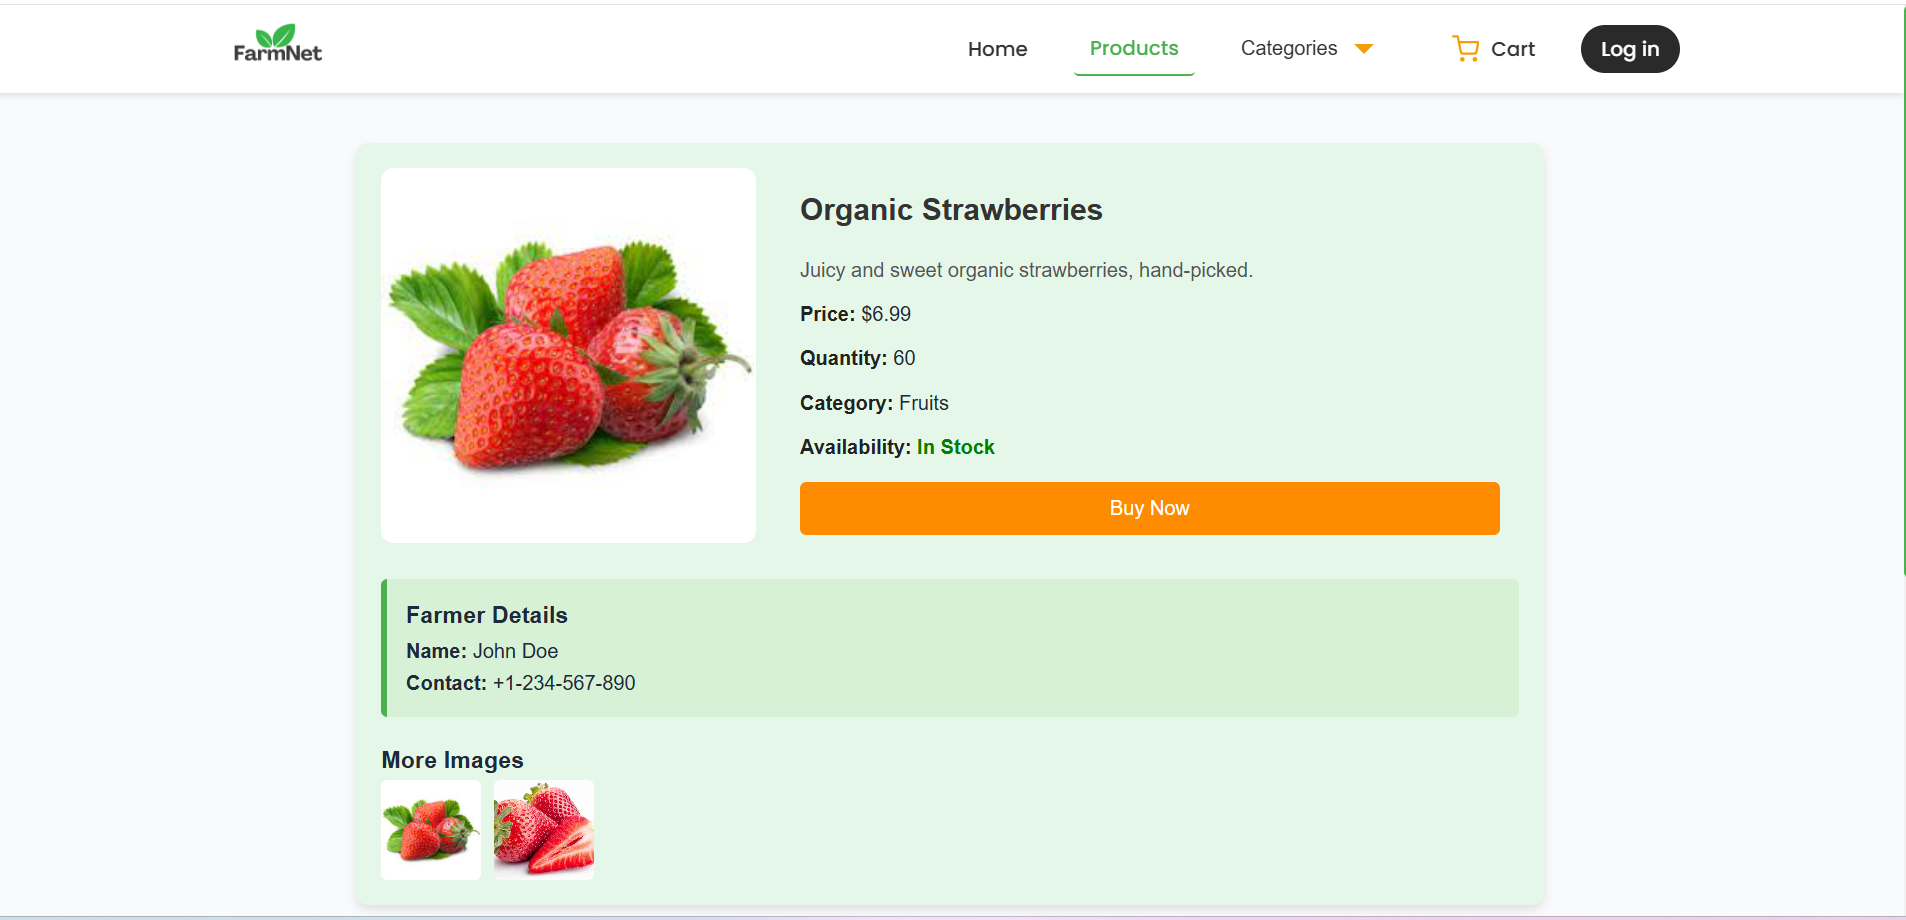 FarmNet
Home
Products
Categories
Cart
Log in
Organic Strawberries
Juicy and sweet organic strawberries, hand-picked.
Price: $6.99
Quantity: 60
Category: Fruits
Availability: In Stock
Buy Now
Farmer Details
Name: John Doe
Contact: +1-234-567-890
More Images